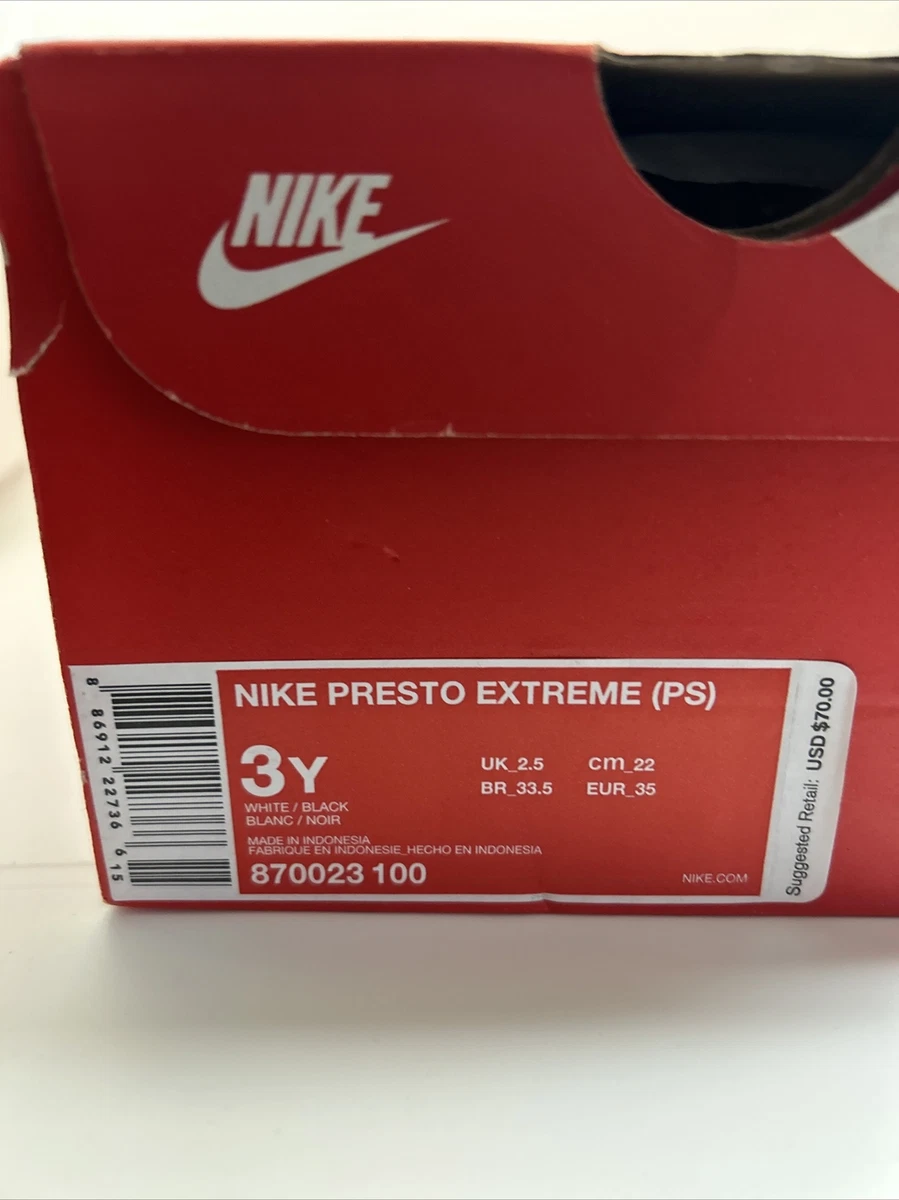 NIKE
NIKE PRESTO EXTREME (PS)
3Y
UK_2.5 cm_22
BR_33.5 EUR_35
WHITE / BLACK
BLANC / NOIR
MADE IN INDONESIA
FABRIQUE EN INDONESIE_HECHO EN INDONESIA
870023 100
NIKE.COM
8 86912 22736 6 15
Suggested Retail: USD $70.00